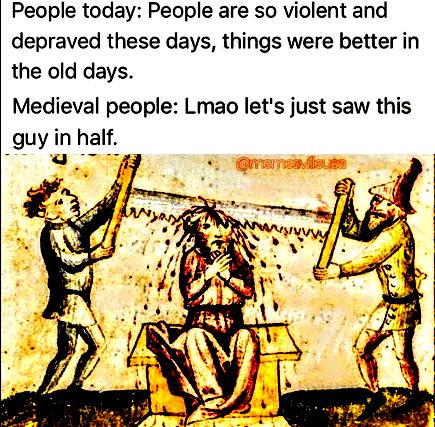 People today: People are so violent and
depraved these days, things were better in
the old days.
Medieval people: Lmao let's just saw this
guy in half.
@memesvilleusa